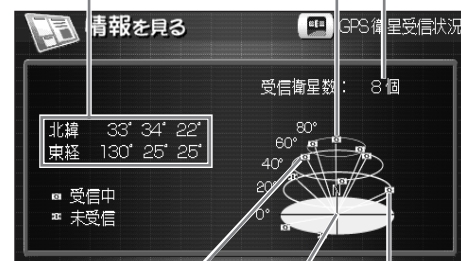 情報を見る
GPS衛星受信状況
受信衛星数： 8個
北緯 33° 34' 22"
東経 130° 25' 25"
80°
60°
40°
20°
0°
N
受信中
未受信